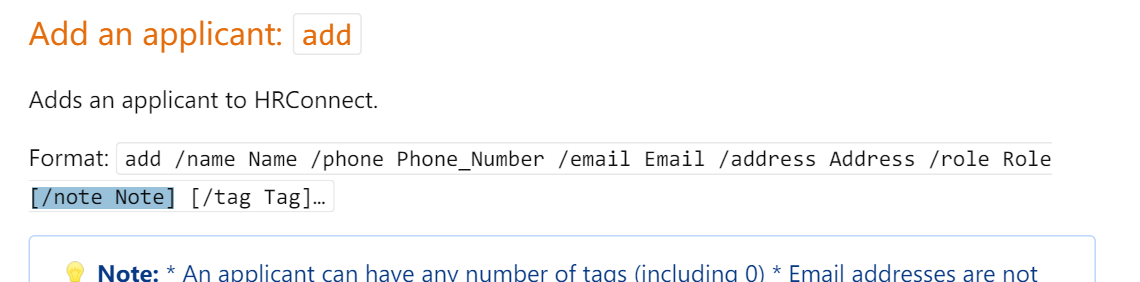 Add an applicant: add
Adds an applicant to HRConnect.
Format: add /name Name /phone Phone_Number /email Email /address Address /role Role
[/note Note] [/tag Tag]…
Note: * An applicant can have any number of tags (including 0) * Email addresses are not